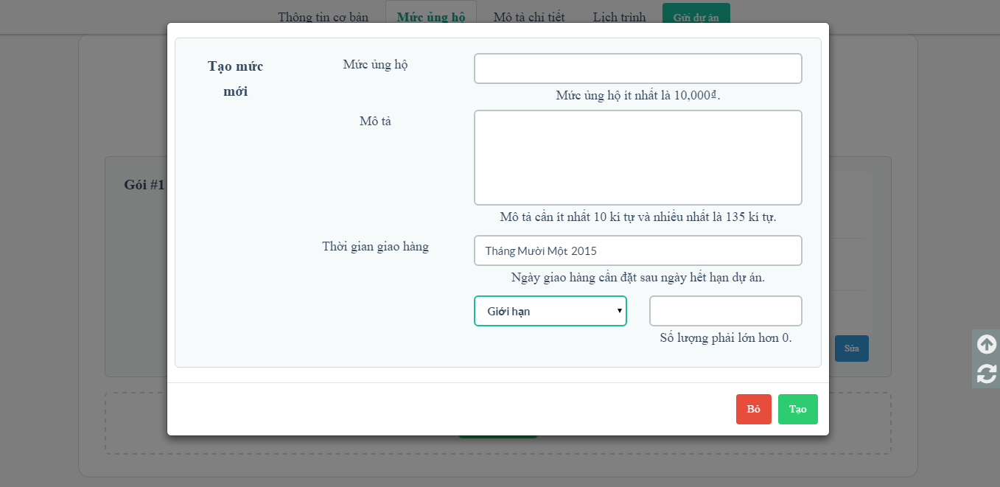 Thông tin cơ bản
Mức ủng hộ
Mô tả chi tiết
Lịch trình
Gửi dự án
Tạo mức
mới
Mức ủng hộ
Mức ủng hộ ít nhất là 10,000₫.
Mô tả
Mô tả cần ít nhất 10 kí tự và nhiều nhất là 135 kí tự.
Thời gian giao hàng
Tháng Mười Một 2015
Ngày giao hàng cần đặt sau ngày hết hạn dự án.
Giới hạn
Số lượng phải lớn hơn 0.
Gói #1
Sửa
Bỏ
Tạo